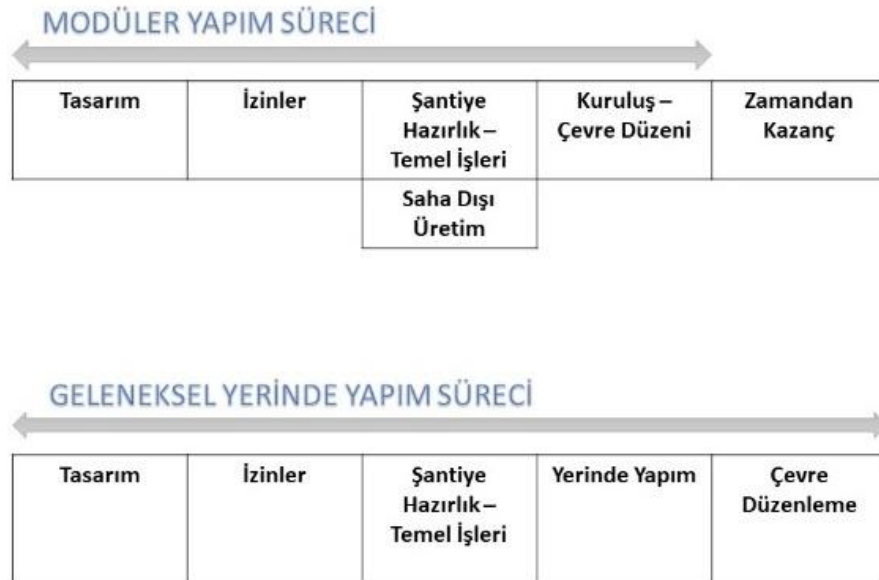 MODÜLER YAPIM SÜRECİ
Tasarım
İzinler
Şantiye
Hazırlık –
Temel İşleri
Kuruluş –
Çevre Düzeni
Zamandan
Kazanç
Saha Dışı
Üretim
GELENEKSEL YERİNDE YAPIM SÜRECİ
Tasarım
İzinler
Şantiye
Hazırlık –
Temel İşleri
Yerinde Yapım
Çevre
Düzenleme